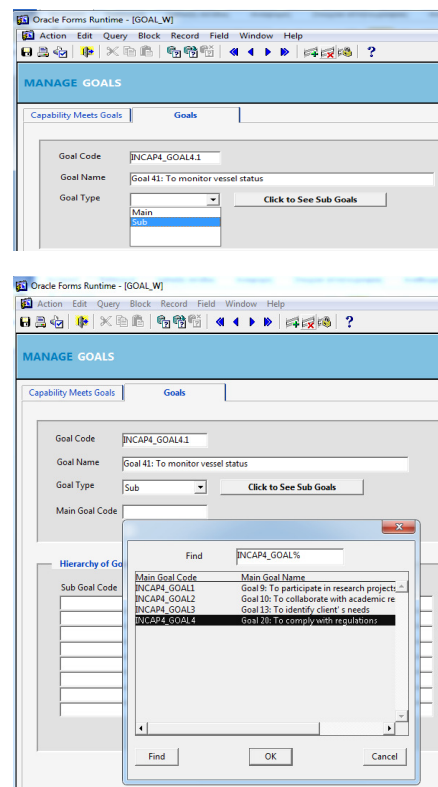 Oracle Forms Runtime - [GOAL_W]
Action Edit Query Block Record Field Window Help
MANAGE GOALS
Capability Meets Goals Goals
Goal Code INCAP4_GOAL4.1
Goal Name Goal 41: To monitor vessel status
Goal Type Click to See Sub Goals
Main
Sub
Oracle Forms Runtime - [GOAL_W]
Action Edit Query Block Record Field Window Help
MANAGE GOALS
Capability Meets Goals Goals
Goal Code INCAP4_GOAL4.1
Goal Name Goal 41: To monitor vessel status
Goal Type Sub Click to See Sub Goals
Main Goal Code
Hierarchy of Go
Sub Goal Code
Find INCAP4_GOAL%
Main Goal Code Main Goal Name
INCAP4_GOAL1 Goal 9: To participate in research projects
INCAP4_GOAL2 Goal 10: To collaborate with academic re
INCAP4_GOAL3 Goal 13: To identify client' s needs
INCAP4_GOAL4 Goal 20: To comply with regulations
Find OK Cancel